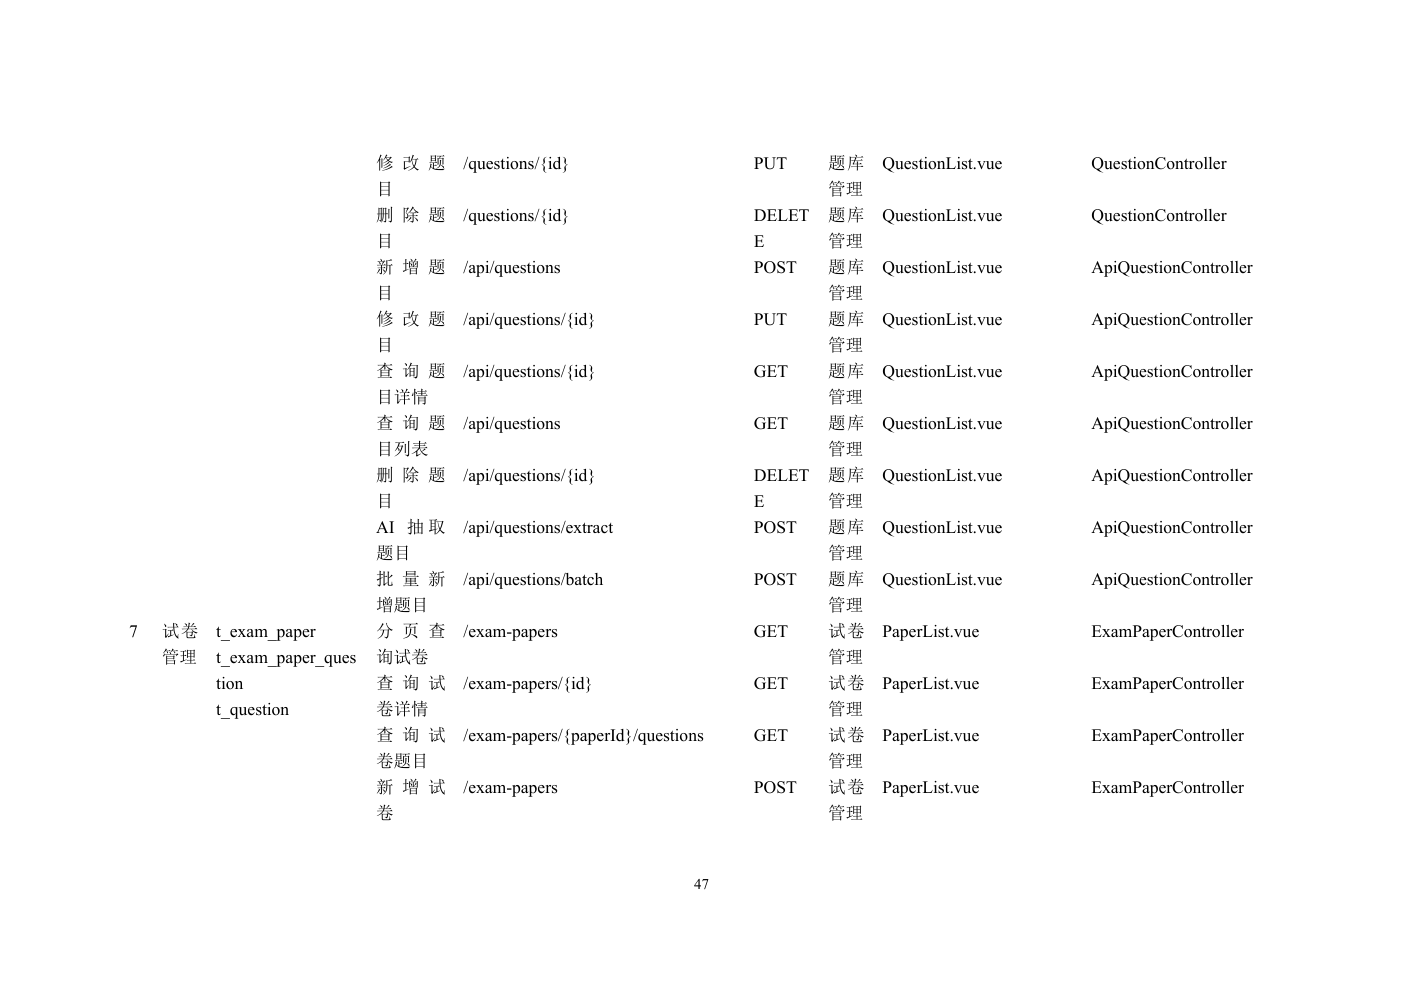 修改题 /questions/{id} PUT 题库 QuestionList.vue QuestionController
目 管理
删除题 /questions/{id} DELET 题库 QuestionList.vue QuestionController
目 E 管理
新增题 /api/questions POST 题库 QuestionList.vue ApiQuestionController
目 管理
修改题 /api/questions/{id} PUT 题库 QuestionList.vue ApiQuestionController
目 管理
查询题 /api/questions/{id} GET 题库 QuestionList.vue ApiQuestionController
目详情 管理
查询题 /api/questions GET 题库 QuestionList.vue ApiQuestionController
目列表 管理
删除题 /api/questions/{id} DELET 题库 QuestionList.vue ApiQuestionController
目 E 管理
AI 抽取 /api/questions/extract POST 题库 QuestionList.vue ApiQuestionController
题目 管理
批量新 /api/questions/batch POST 题库 QuestionList.vue ApiQuestionController
增题目 管理
7 试卷 t_exam_paper 分页查 /exam-papers GET 试卷 PaperList.vue ExamPaperController
管理 t_exam_paper_ques 询试卷 管理
tion 查询试 /exam-papers/{id} GET 试卷 PaperList.vue ExamPaperController
t_question 卷详情 管理
查询试 /exam-papers/{paperId}/questions GET 试卷 PaperList.vue ExamPaperController
卷题目 管理
新增试 /exam-papers POST 试卷 PaperList.vue ExamPaperController
卷 管理
47